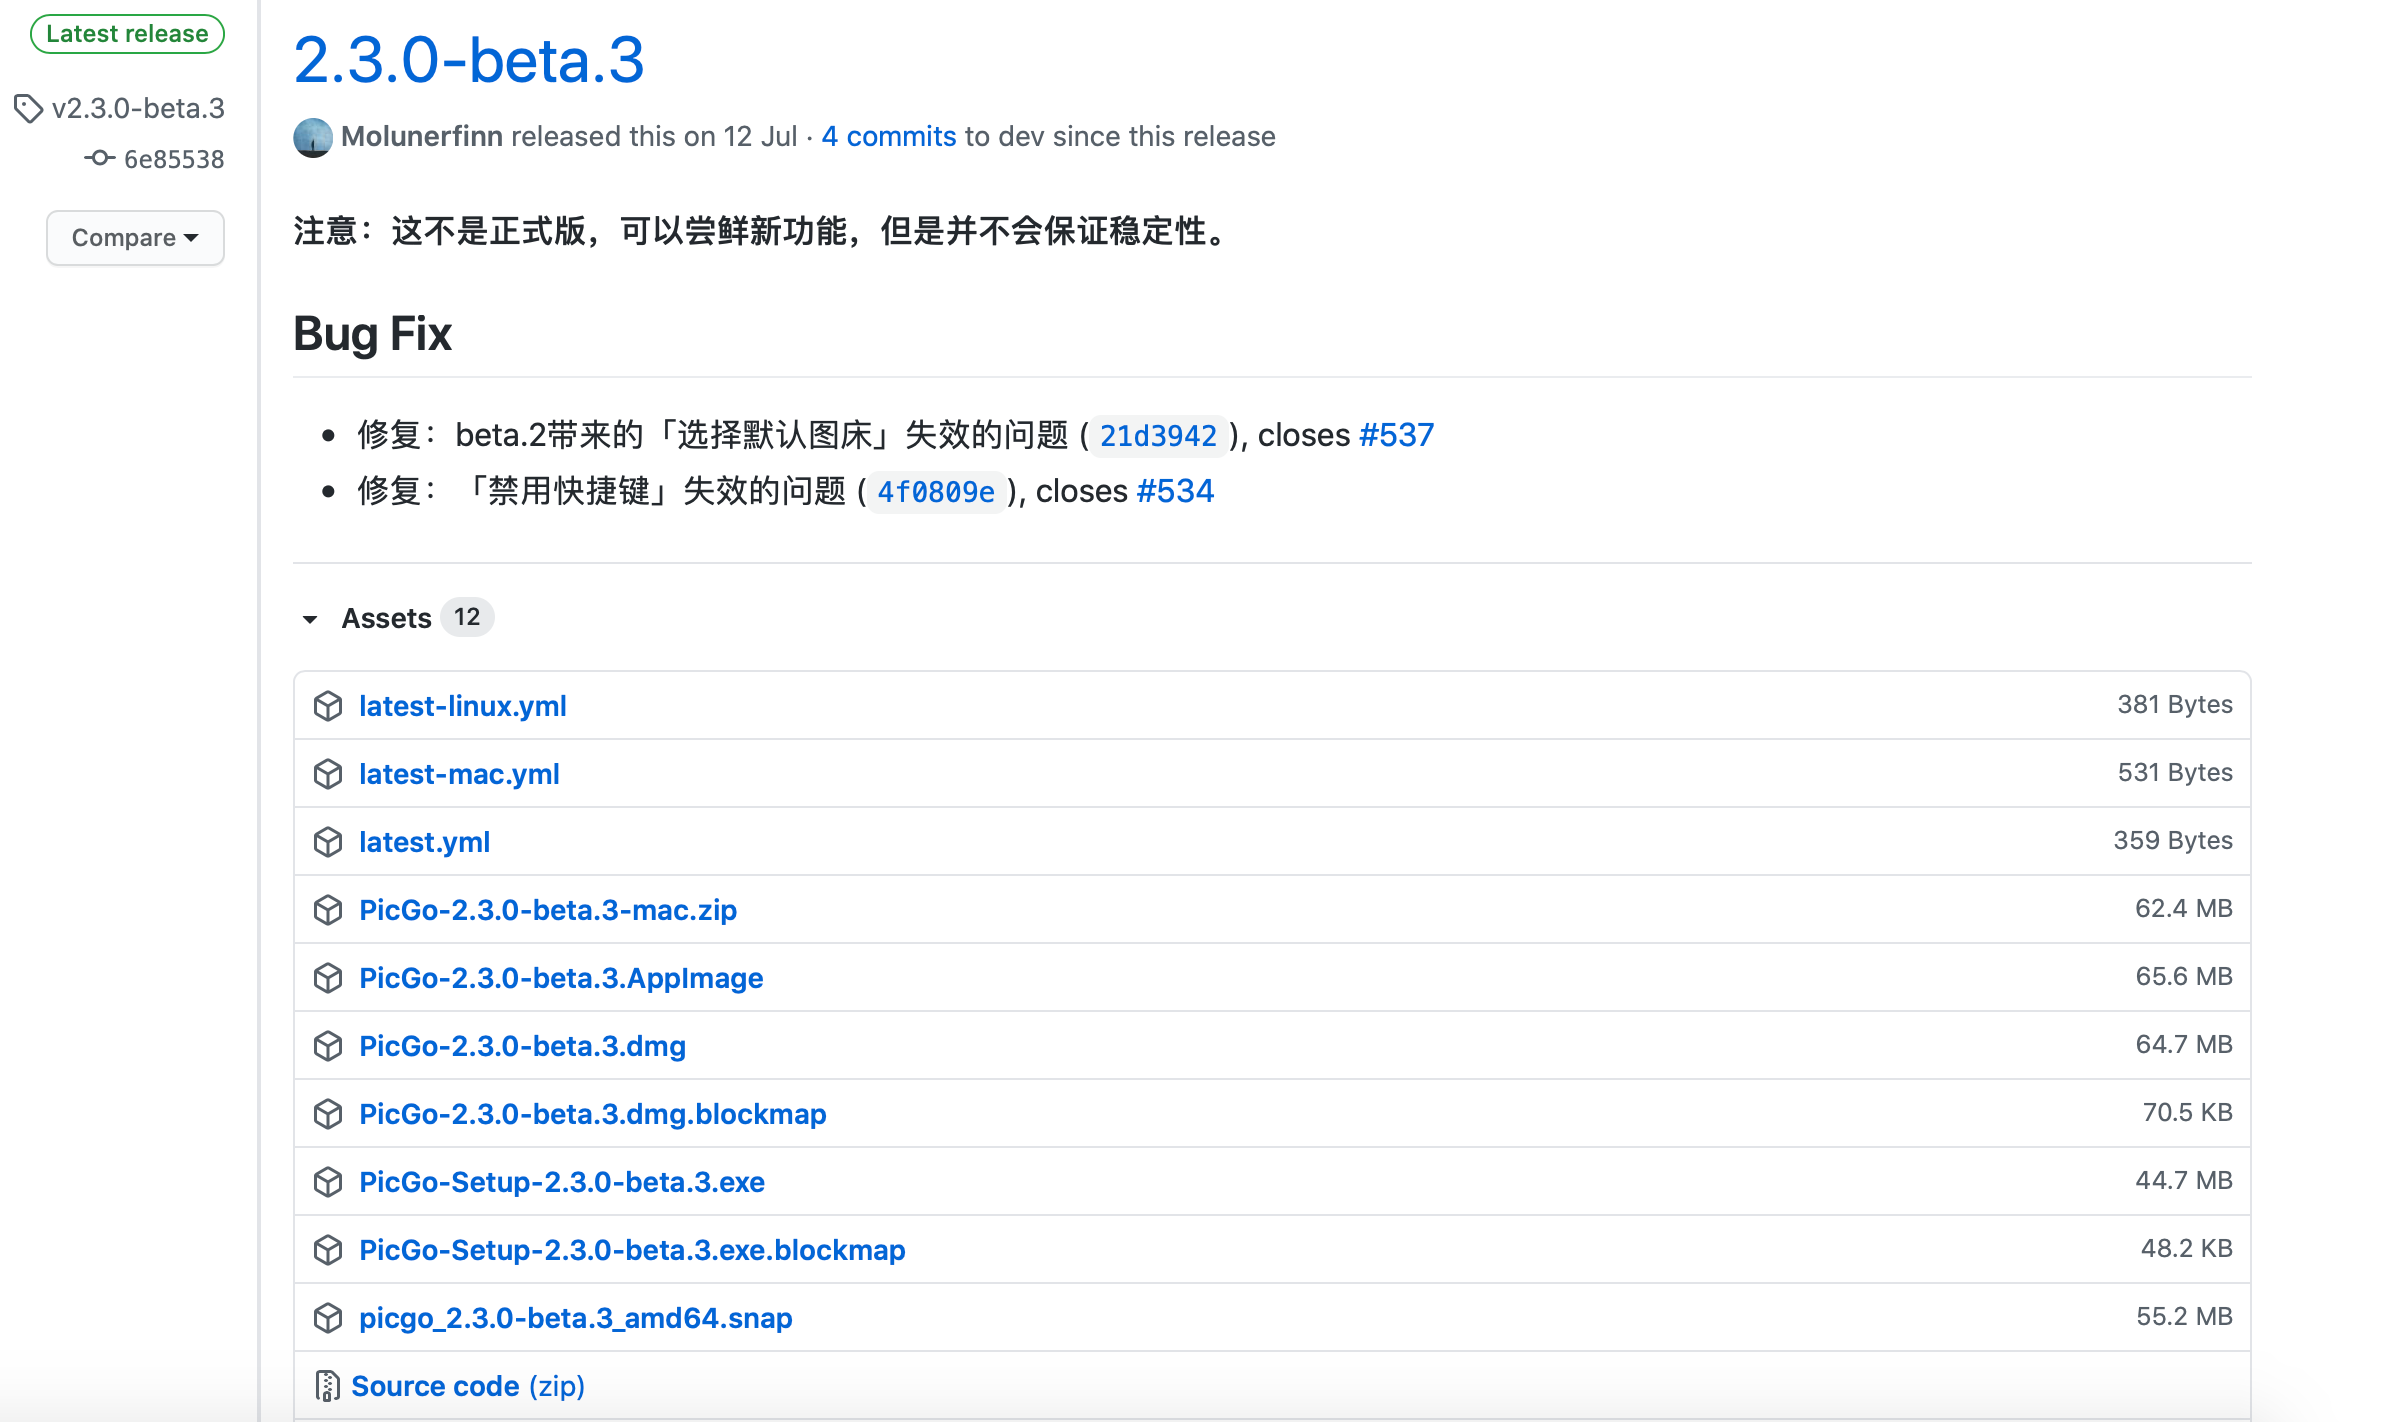 Latest release
v2.3.0-beta.3
6e85538
Compare
2.3.0-beta.3
Molunerfinn released this on 12 Jul · 4 commits to dev since this release
注意：这不是正式版，可以尝鲜新功能，但是并不会保证稳定性。
Bug Fix
修复：beta.2带来的「选择默认图床」失效的问题 (21d3942), closes #537
修复：「禁用快捷键」失效的问题 (4f0809e), closes #534
Assets 12
latest-linux.yml 381 Bytes
latest-mac.yml 531 Bytes
latest.yml 359 Bytes
PicGo-2.3.0-beta.3-mac.zip 62.4 MB
PicGo-2.3.0-beta.3.AppImage 65.6 MB
PicGo-2.3.0-beta.3.dmg 64.7 MB
PicGo-2.3.0-beta.3.dmg.blockmap 70.5 KB
PicGo-Setup-2.3.0-beta.3.exe 44.7 MB
PicGo-Setup-2.3.0-beta.3.exe.blockmap 48.2 KB
picgo_2.3.0-beta.3_amd64.snap 55.2 MB
Source code (zip)